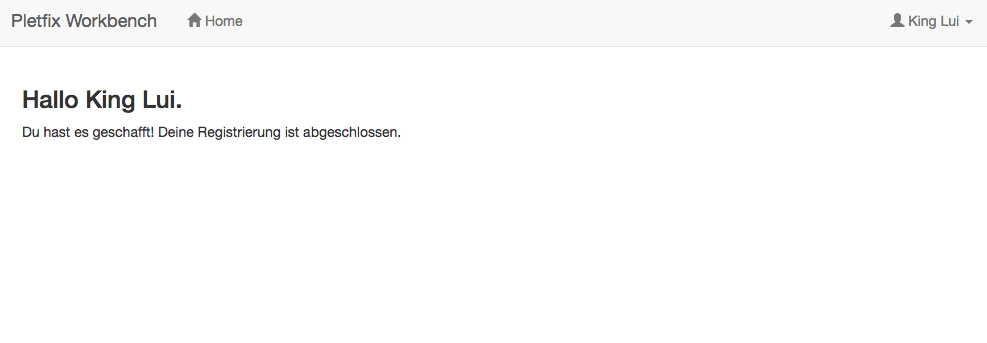 Pletfix Workbench Home King Lui
Hallo King Lui.
Du hast es geschafft! Deine Registrierung ist abgeschlossen.